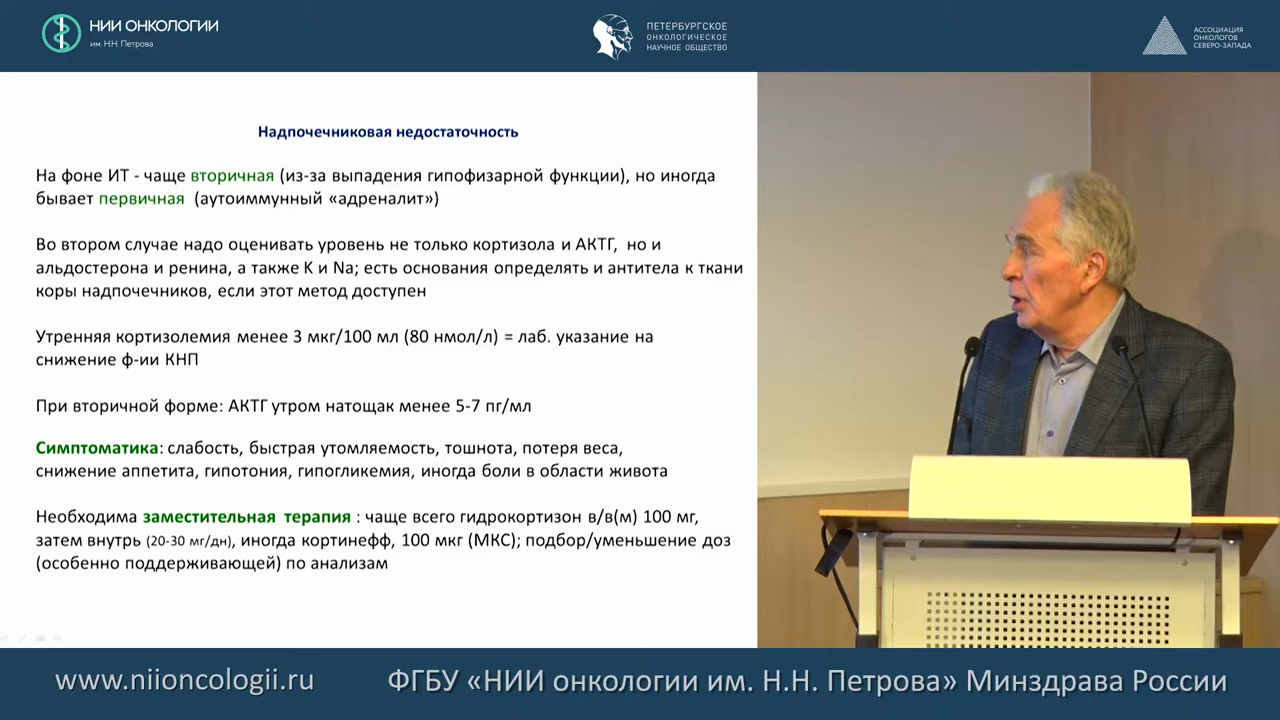 НИИ ОНКОЛОГИИ
им. Н.Н. Петрова
ПЕТЕРБУРГСКОЕ
ОНКОЛОГИЧЕСКОЕ
НАУЧНОЕ ОБЩЕСТВО
АССОЦИАЦИЯ
ОНКОЛОГОВ
СЕВЕРО-ЗАПАДА
Надпочечниковая недостаточность
На фоне ИТ - чаще вторичная (из-за выпадения гипофизарной функции), но иногда
бывает первичная (аутоиммунный «адреналит»)
Во втором случае надо оценивать уровень не только кортизола и АКТГ, но и
альдостерона и ренина, а также K и Na; есть основания определять и антитела к ткани
коры надпочечников, если этот метод доступен
Утренняя кортизолемия менее 3 мкг/100 мл (80 нмол/л) = лаб. указание на
снижение ф-ии КНП
При вторичной форме: АКТГ утром натощак менее 5-7 пг/мл
Симптоматика: слабость, быстрая утомляемость, тошнота, потеря веса,
снижение аппетита, гипотония, гипогликемия, иногда боли в области живота
Необходима заместительная терапия : чаще всего гидрокортизон в/в(м) 100 мг,
затем внутрь (20-30 мг/дн), иногда кортинефф, 100 мкг (МКС); подбор/уменьшение доз
(особенно поддерживающей) по анализам
www.niioncologii.ru
ФГБУ «НИИ онкологии им. Н.Н. Петрова» Минздрава России